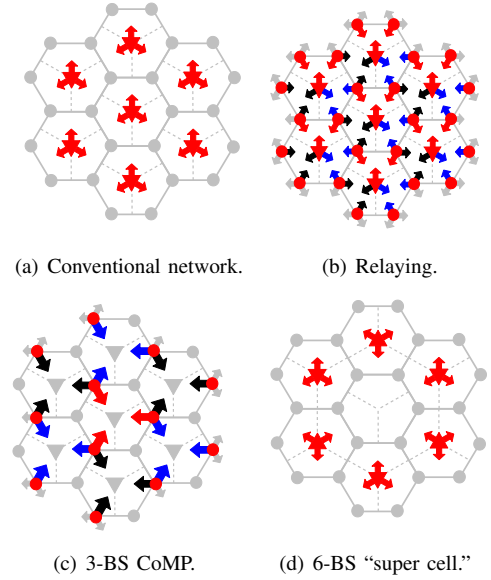 (a) Conventional network.
(b) Relaying.
(c) 3-BS CoMP.
(d) 6-BS “super cell.”